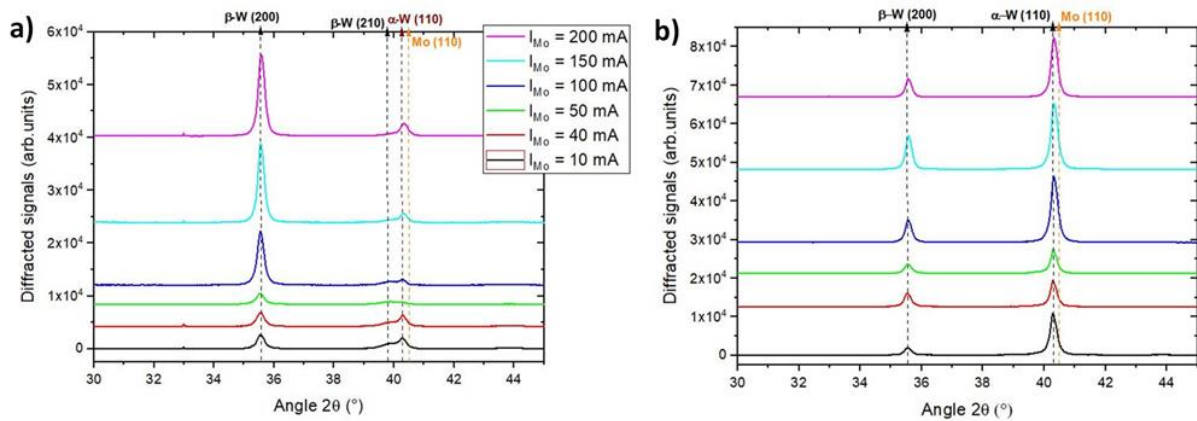 a)
β-W (200)
β-W (210)
α-W (110)
Mo (110)
6x10⁴
5x10⁴
4x10⁴
3x10⁴
2x10⁴
1x10⁴
0
Diffracted signals (arb.units)
I_Mo = 200 mA
I_Mo = 150 mA
I_Mo = 100 mA
I_Mo = 50 mA
I_Mo = 40 mA
I_Mo = 10 mA
30 32 34 36 38 40 42 44
Angle 2θ (°)
b)
β-W (200)
α-W (110)
Mo (110)
8x10⁴
7x10⁴
6x10⁴
5x10⁴
4x10⁴
3x10⁴
2x10⁴
1x10⁴
0
Diffracted signals (arb.units)
30 32 34 36 38 40 42 44
Angle 2θ (°)